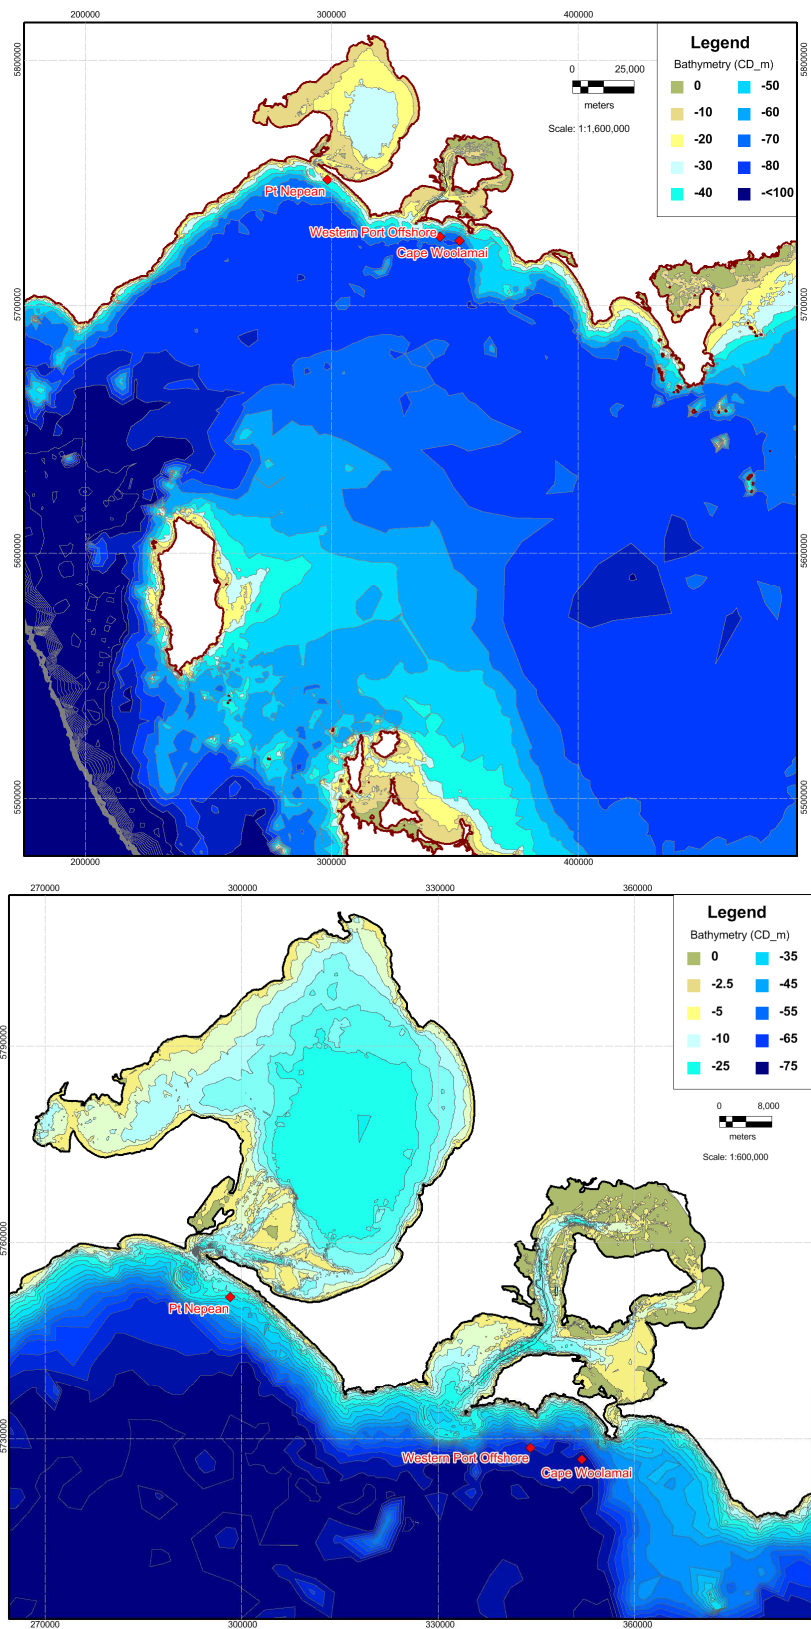 200000 300000 400000
Legend
Bathymetry (CD_m)
0 -50
-10 -60
-20 -70
-30 -80
-40 -<100
0 25,000
meters
Scale: 1:1,600,000
5800000 5800000
Pt Nepean
Western Port Offshore
Cape Woolamai
5700000 5700000
5600000 5600000
5500000 5500000
200000 300000 400000
270000 300000 330000 360000
Legend
Bathymetry (CD_m)
0 -35
-2.5 -45
-5 -55
-10 -65
-25 -75
0 8,000
meters
Scale: 1:600,000
5790000
5760000
Pt Nepean
5730000
Western Port Offshore
Cape Woolamai
270000 300000 330000 360000